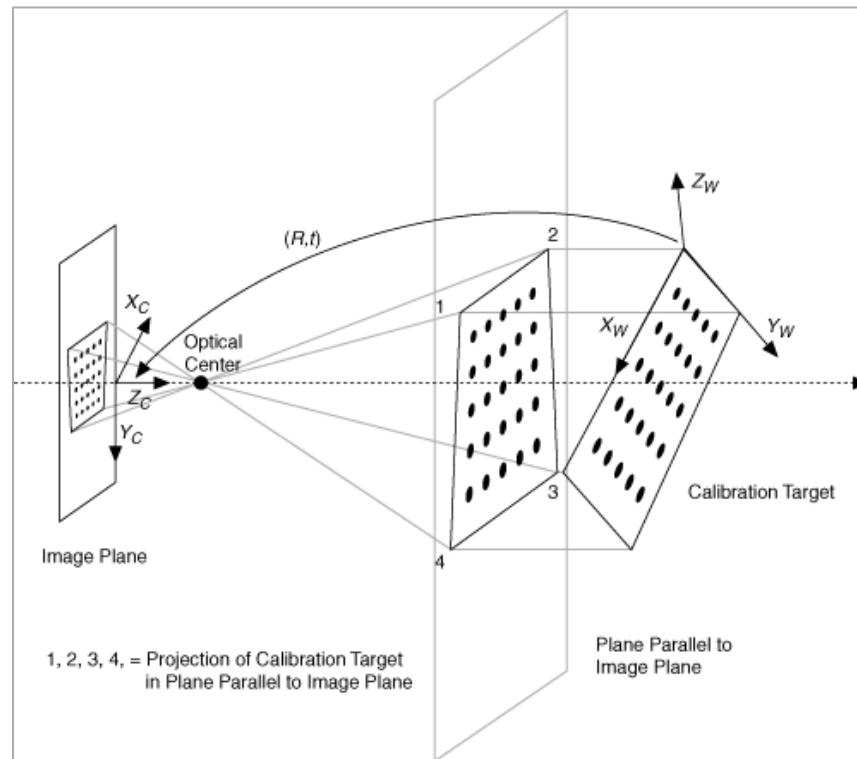 Z_W
(R,t)
2
X_C
1
Optical
Center
X_W
Y_W
Z_C
Y_C
3
Calibration Target
Image Plane
4
Plane Parallel to
Image Plane
1, 2, 3, 4, = Projection of Calibration Target
in Plane Parallel to Image Plane